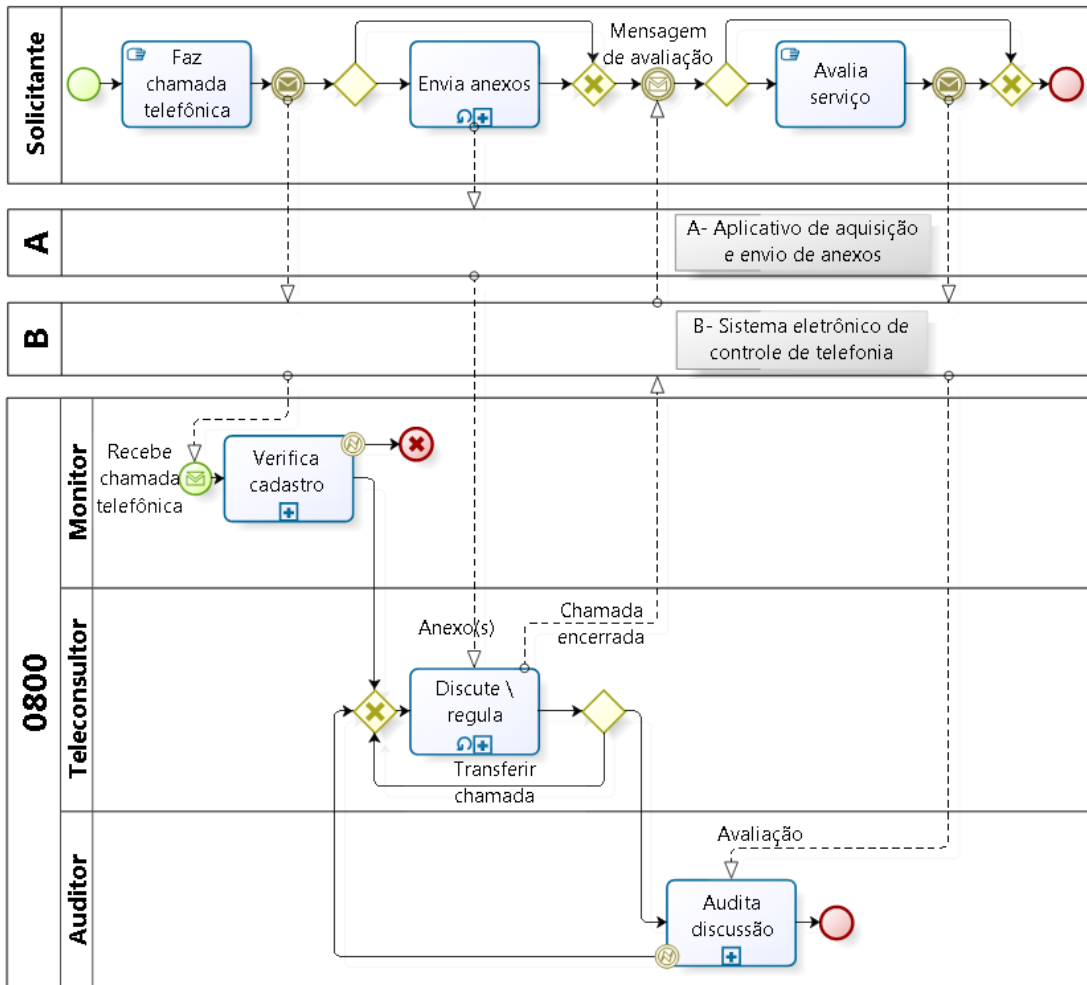 Solicitante
Faz
chamada
telefônica
Envia anexos
Mensagem
de avaliação
Avalia
serviço
A
A- Aplicativo de aquisição
e envio de anexos
B
B- Sistema eletrônico de
controle de telefonia
0800
Monitor
Recebe
chamada
telefônica
Verifica
cadastro
Teleconsultor
Anexo(s)
Chamada
encerrada
Discute \
regula
Transferir
chamada
Auditor
Avaliação
Audita
discussão